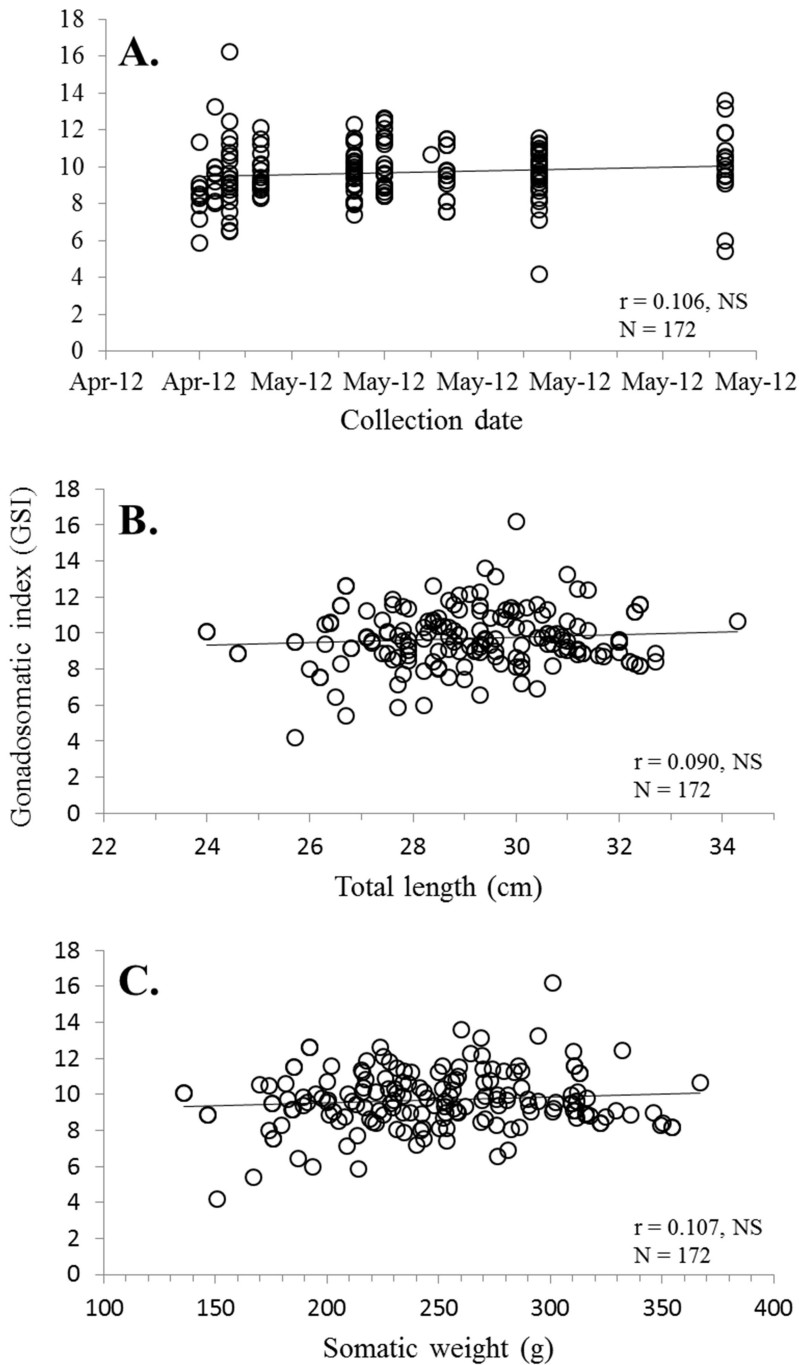 A.
18
16
14
12
10
8
6
4
2
0
r = 0.106, NS
N = 172
Apr-12 Apr-12 May-12 May-12 May-12 May-12 May-12 May-12
Collection date
Gonadosomatic index (GSI)
B.
18
16
14
12
10
8
6
4
2
0
r = 0.090, NS
N = 172
22 24 26 28 30 32 34
Total length (cm)
C.
18
16
14
12
10
8
6
4
2
0
r = 0.107, NS
N = 172
100 150 200 250 300 350 400
Somatic weight (g)